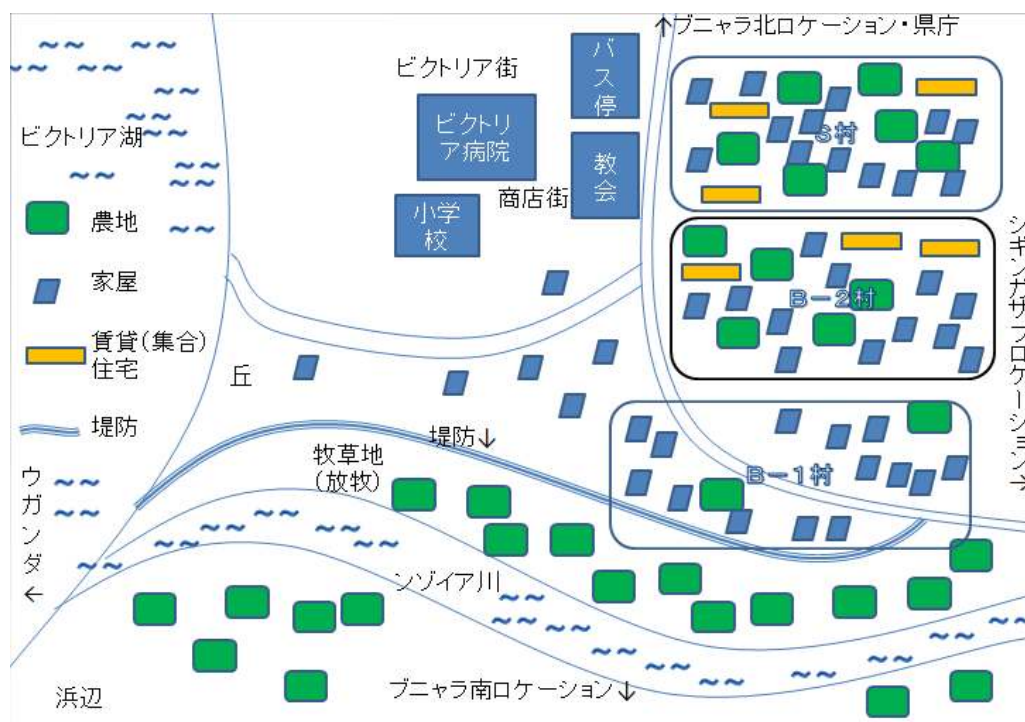 ↑ブニャラ北ロケーション・県庁
バス停
ビクトリア街
ビクトリ
ア病院
ビクトリア湖
S村
教会
商店街
小学
校
農地
シギンガザブロケーション→
家屋
B-2村
賃貸(集合)
住宅
丘
堤防
堤防↓
牧草地
(放牧)
B-1村
ウガンダ←
ンゾイア川
ブニャラ南ロケーション↓
浜辺